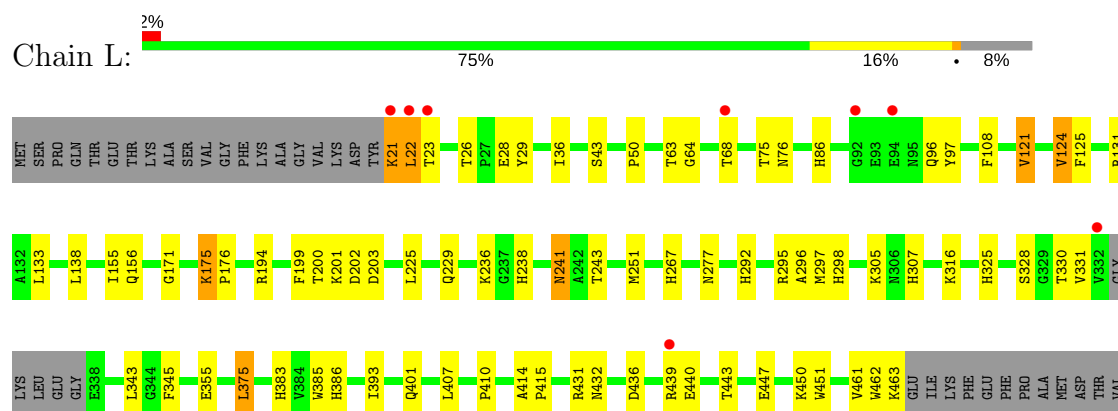 2%
Chain L:
75% 16% • 8%
MET SER PRO GLN THR GLU THR LYS ALA SER VAL GLY PHE LYS ALA GLY VAL LYS ASP TYR K21 L22 T23 T26 P27 E28 Y29 I36 S43 P50 T63 G64 T68 T75 N76 H86 G92 E93 E94 N95 Q96 Y97 F108 V121 V124 F125 R131
A132 L133 L138 I155 Q156 G171 K175 P176 R194 F199 T200 K201 D202 D203 L225 Q229 K236 G237 H238 N241 A242 T243 M251 H267 N277 H292 R295 A296 M297 H298 K305 N306 H307 K316 H325 S328 G329 T330 V331 V332 GLY
LYS LEU GLU GLY E338 L343 G344 F345 E355 L375 H383 V384 W385 H386 I393 Q401 L407 P410 A414 P415 R431 N432 D436 R439 E440 T443 E447 K450 W451 V461 W462 K463 GLU ILE LYS PHE GLU PHE PRO ALA MET ASP THR VAL